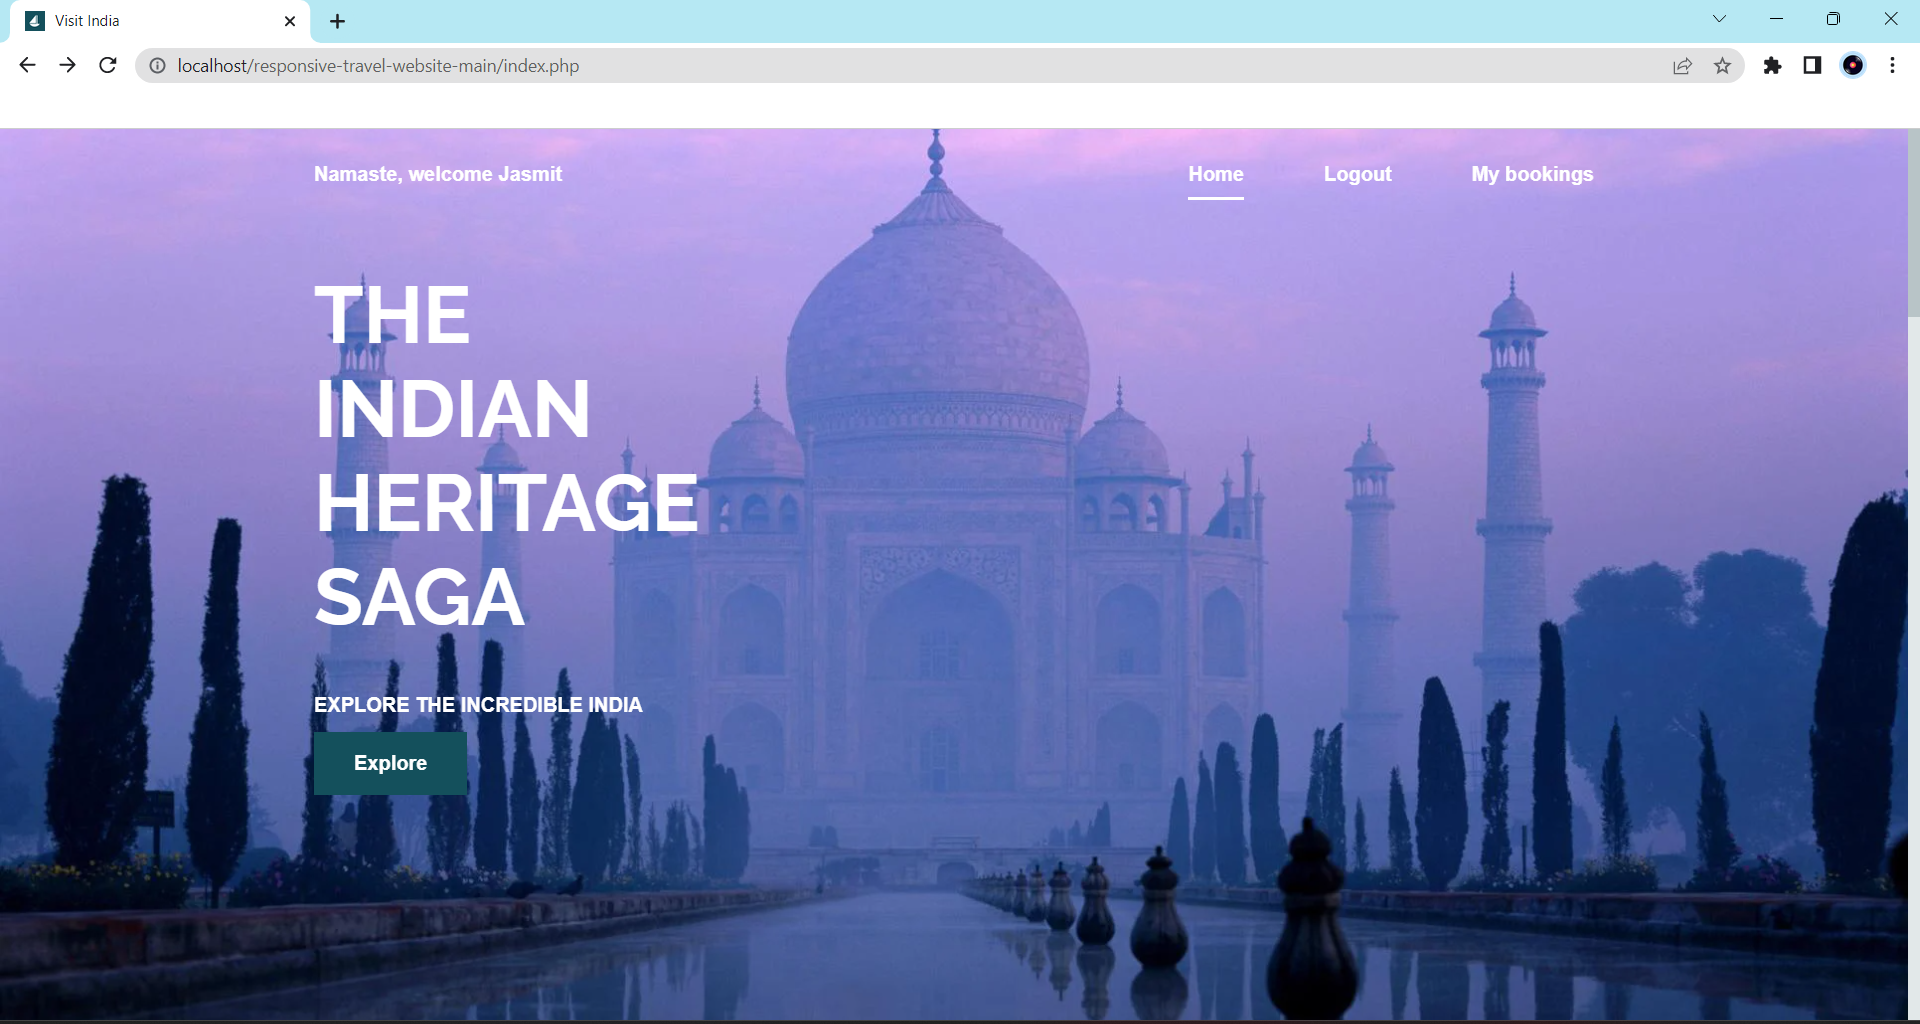 Visit India
localhost/responsive-travel-website-main/index.php
Namaste, welcome Jasmit
Home
Logout
My bookings
THE
INDIAN
HERITAGE
SAGA
EXPLORE THE INCREDIBLE INDIA
Explore